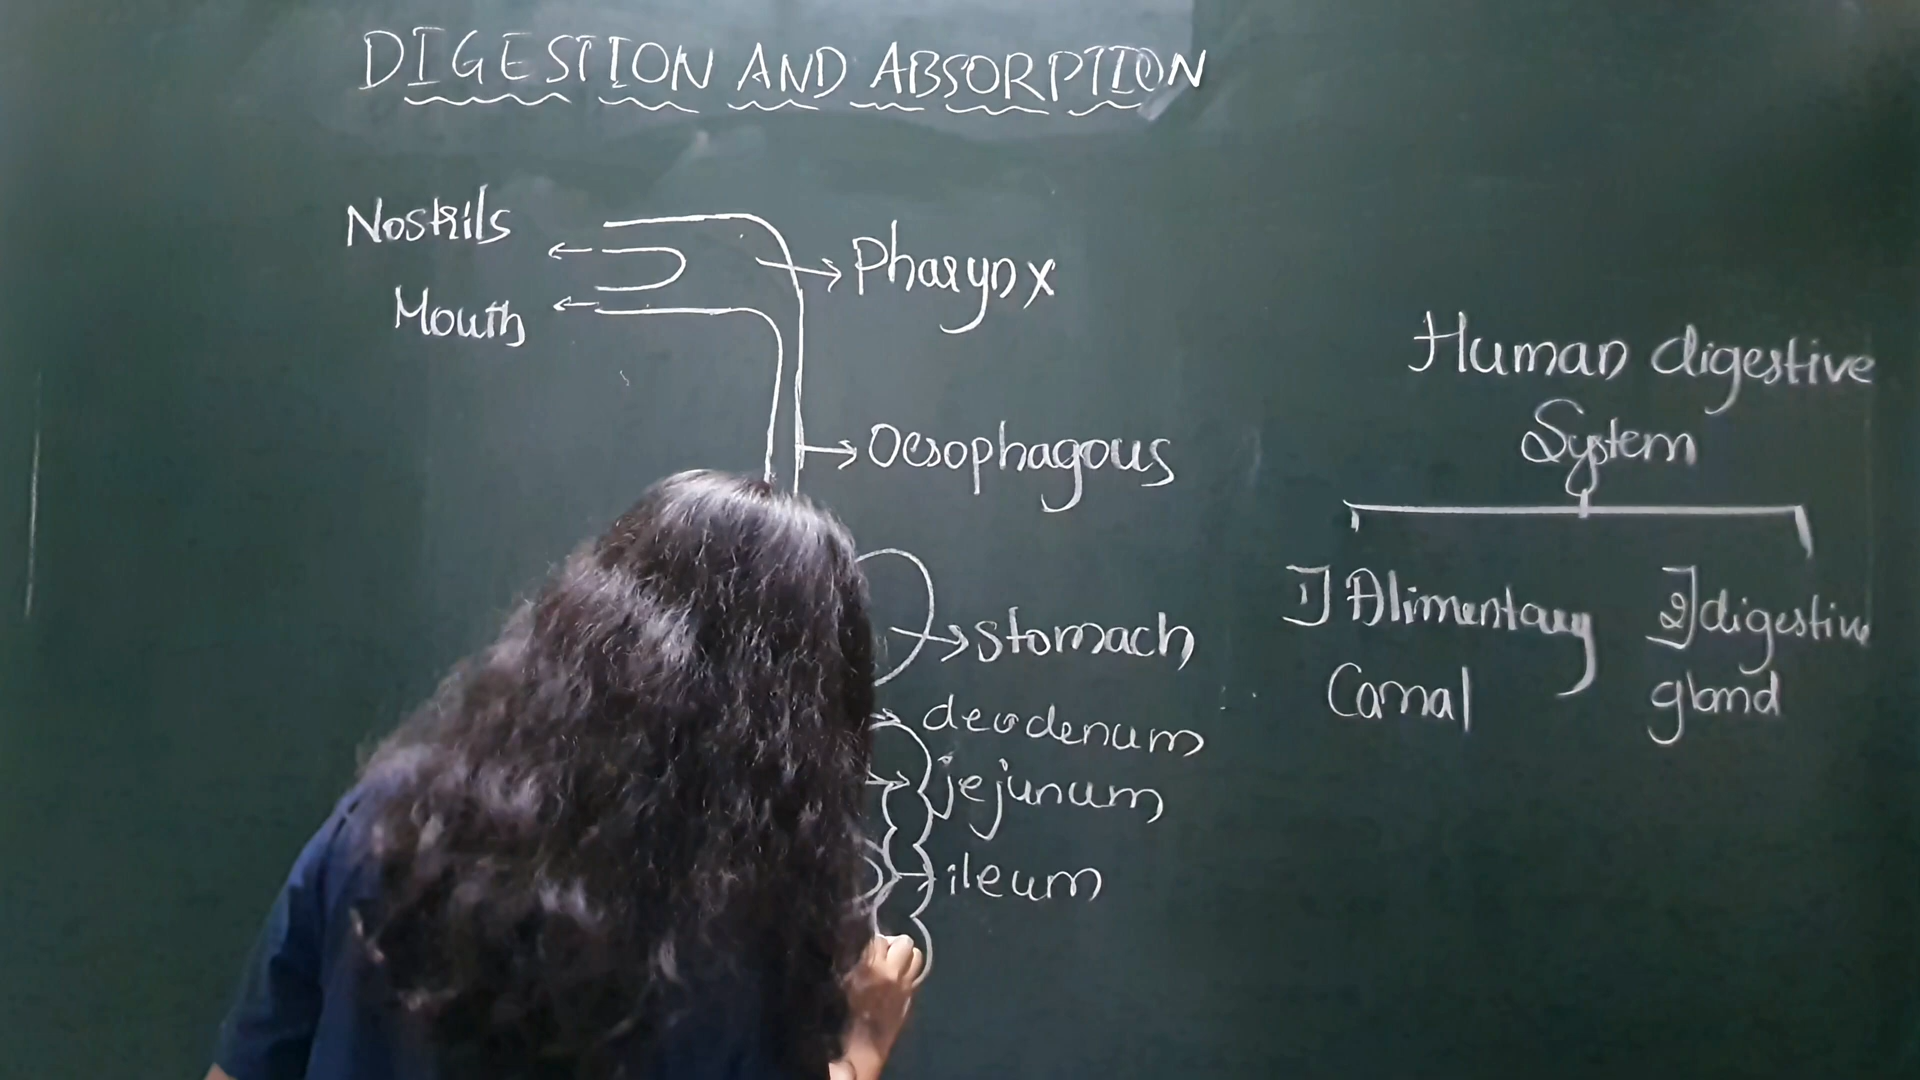 DIGESTION AND ABSORPTION
Nostrils
Mouth
Pharynx
Oesophagous
Stomach
deodenum
jejunum
ileum
Human digestive
System
1] Alimentary
Canal
2] digestive
gland